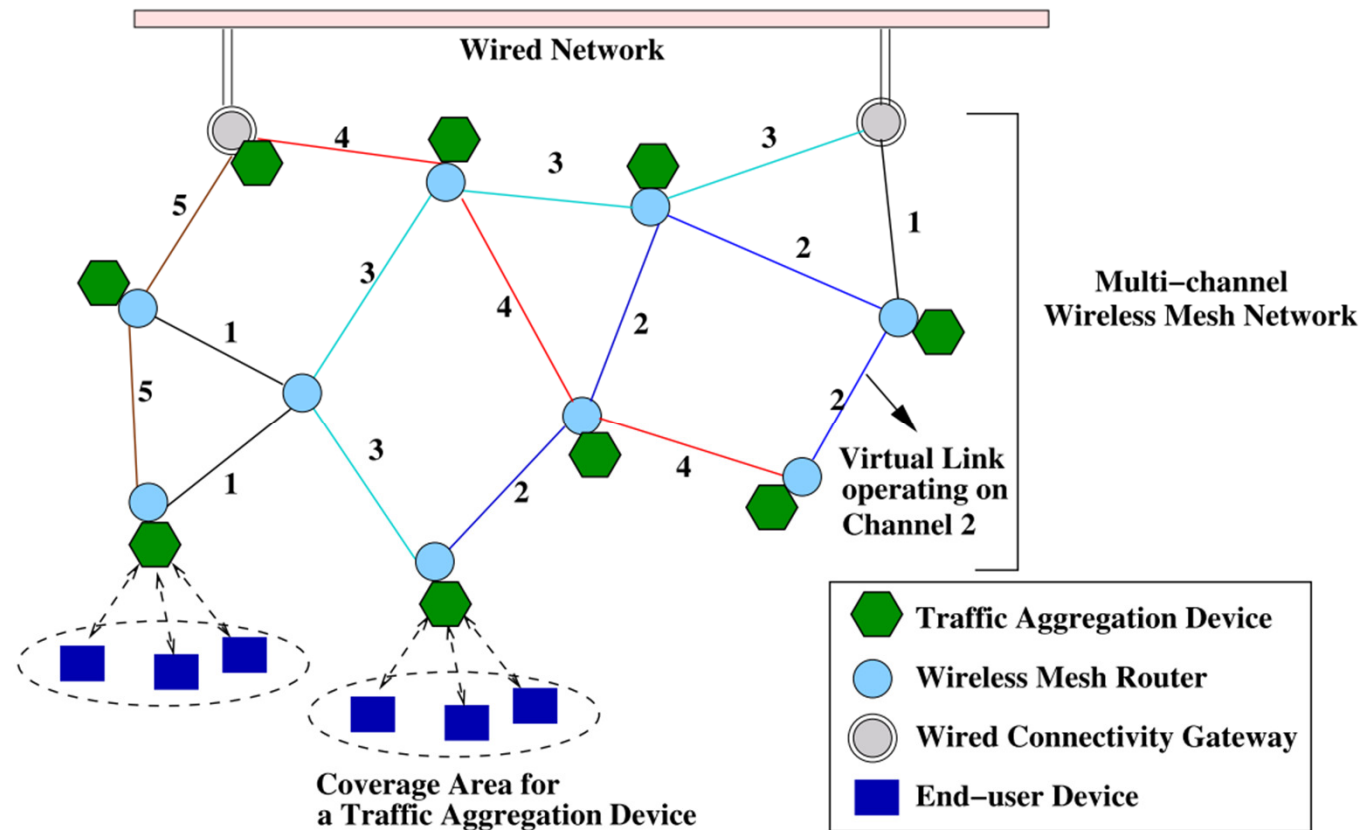 Wired Network
4
3
3
5
1
2
3
4
2
1
5
2
3
4
1
2
Multi−channel
Wireless Mesh Network
Virtual Link
operating on
Channel 2
Traffic Aggregation Device
Wireless Mesh Router
Wired Connectivity Gateway
End−user Device
Coverage Area for
a Traffic Aggregation Device